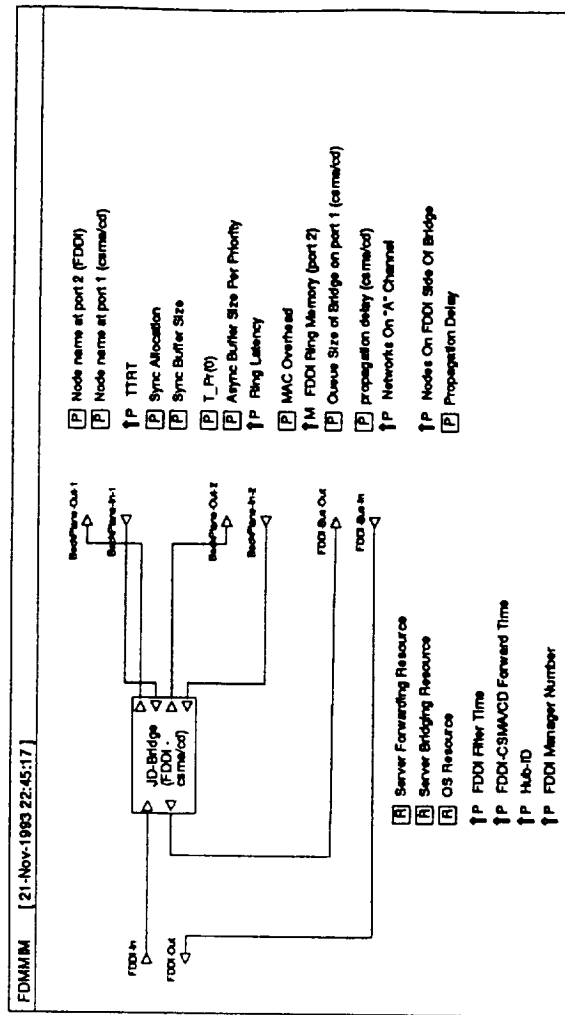 FDMMIM [ 21-Nov-1993 22:45:17 ]
FDDI-In
FDDI-Out
JD-Bridge
(FDDI -
csma/cd)
BackPlane-Out-1
BackPlane-In-1
BackPlane-Out-2
BackPlane-In-2
FDDI-Bus-Out
FDDI-Bus-In
P Node name at port 2 (FDDI)
P Node name at port 1 (csma/cd)
↑P TTRT
P Sync Allocation
P Sync Buffer Size
P T_Pr(0)
P Async Buffer Size Per Priority
↑P Ring Latency
P MAC Overhead
↑M FDDI Ring Memory (port 2)
P Queue Size of Bridge on port 1 (csma/cd)
P propagation delay (csma/cd)
↑P Networks On "A" Channel
↑P Nodes On FDDI Side Of Bridge
P Propagation Delay
R Server Forwarding Resource
R Server Bridging Resource
R OS Resource
↑P FDDI Filter Time
↑P FDDI-CSMA/CD Forward Time
↑P Hub-ID
↑P FDDI Manager Number